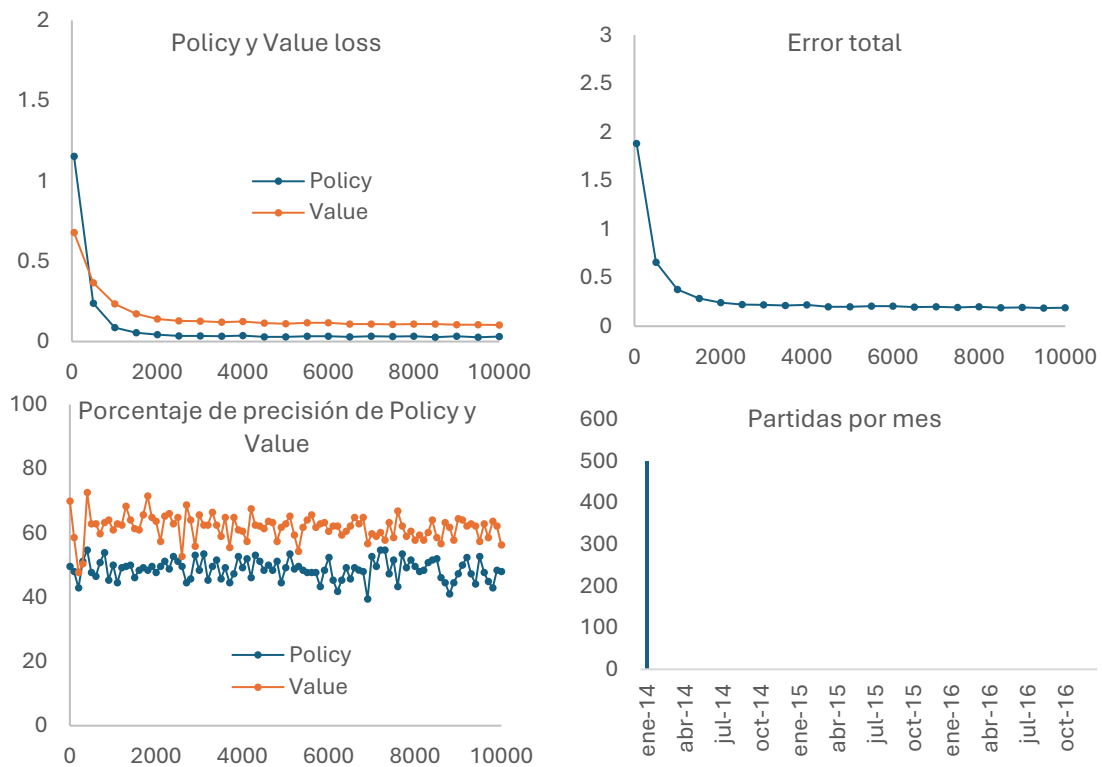 Policy y Value loss
2
1.5
1
0.5
0
Policy
Value
0 2000 4000 6000 8000 10000
Error total
3
2.5
2
1.5
1
0.5
0
0 2000 4000 6000 8000 10000
Porcentaje de precisión de Policy y
Value
100
80
60
40
20
0
Policy
Value
0 2000 4000 6000 8000 10000
Partidas por mes
600
500
400
300
200
100
0
ene-14
abr-14
jul-14
oct-14
ene-15
abr-15
jul-15
oct-15
ene-16
abr-16
jul-16
oct-16